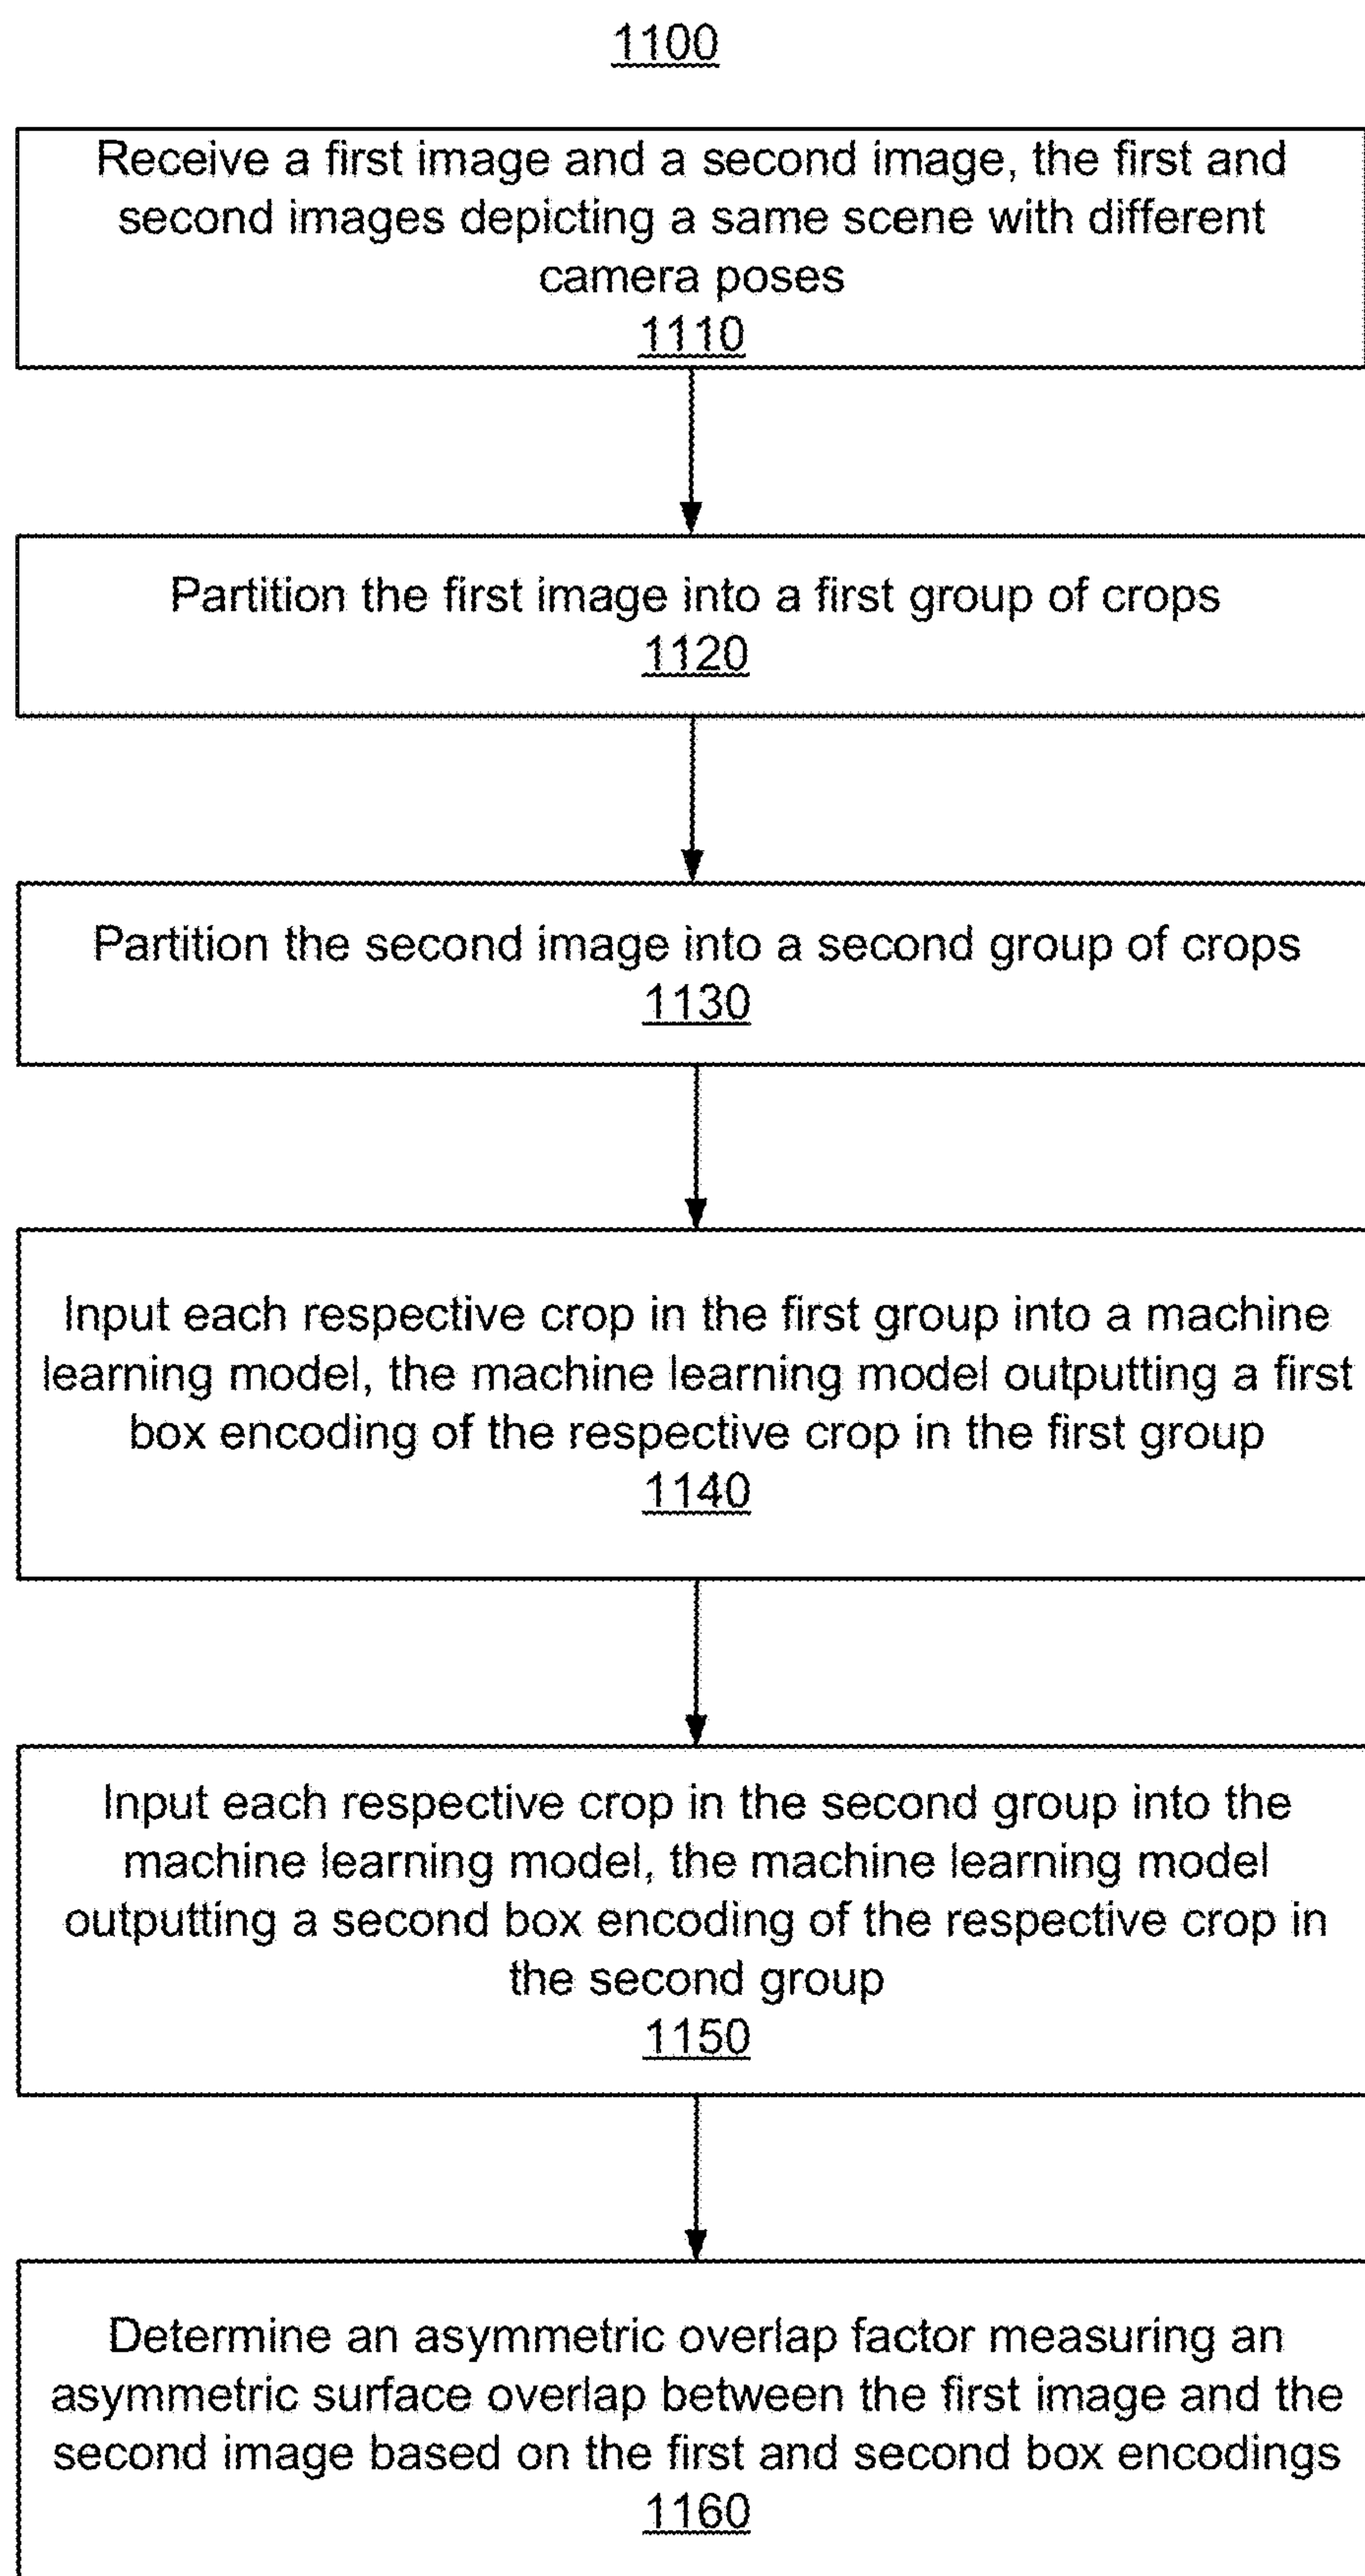 1100
Receive a first image and a second image, the first and
second images depicting a same scene with different
camera poses
1110
Partition the first image into a first group of crops
1120
Partition the second image into a second group of crops
1130
Input each respective crop in the first group into a machine
learning model, the machine learning model outputting a first
box encoding of the respective crop in the first group
1140
Input each respective crop in the second group into the
machine learning model, the machine learning model
outputting a second box encoding of the respective crop in
the second group
1150
Determine an asymmetric overlap factor measuring an
asymmetric surface overlap between the first image and the
second image based on the first and second box encodings
1160